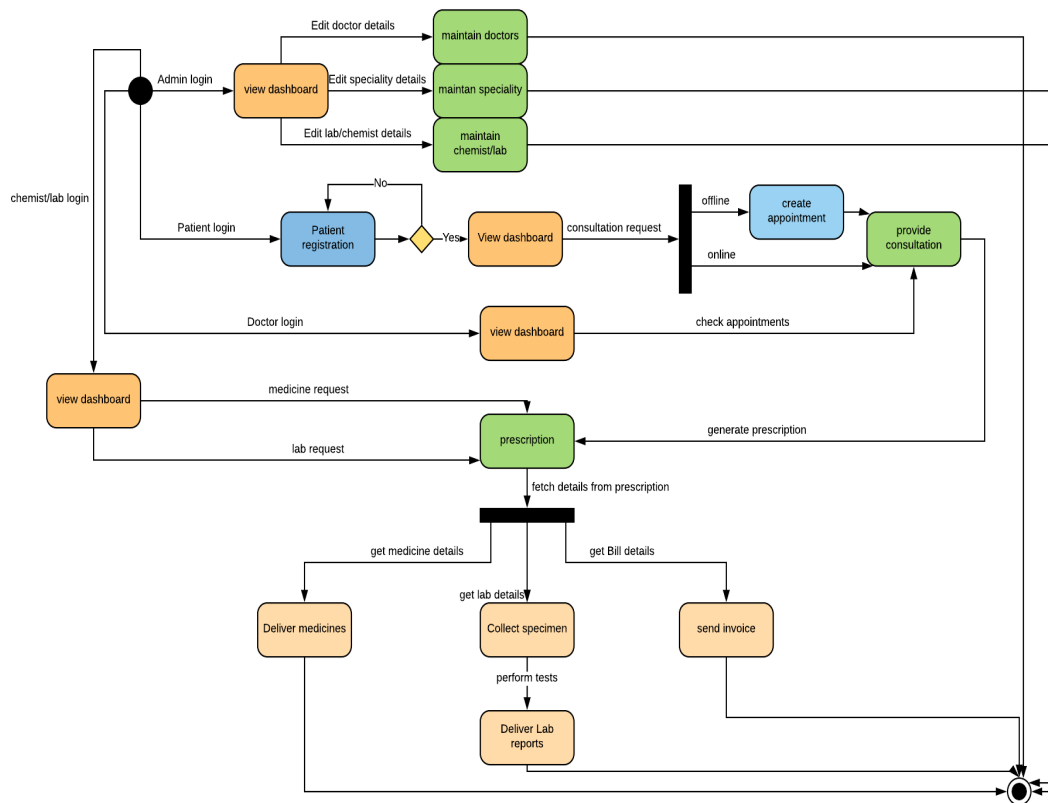 Edit doctor details
maintain doctors
Admin login
view dashboard
Edit speciality details
maintan speciality
Edit lab/chemist details
maintain
chemist/lab
chemist/lab login
No
Patient login
Patient
registration
Yes
View dashboard
consultation request
offline
create
appointment
provide
consultation
online
Doctor login
view dashboard
check appointments
view dashboard
medicine request
prescription
generate prescription
lab request
fetch details from prescription
get medicine details
get Bill details
get lab details
Deliver medicines
Collect specimen
send invoice
perform tests
Deliver Lab
reports